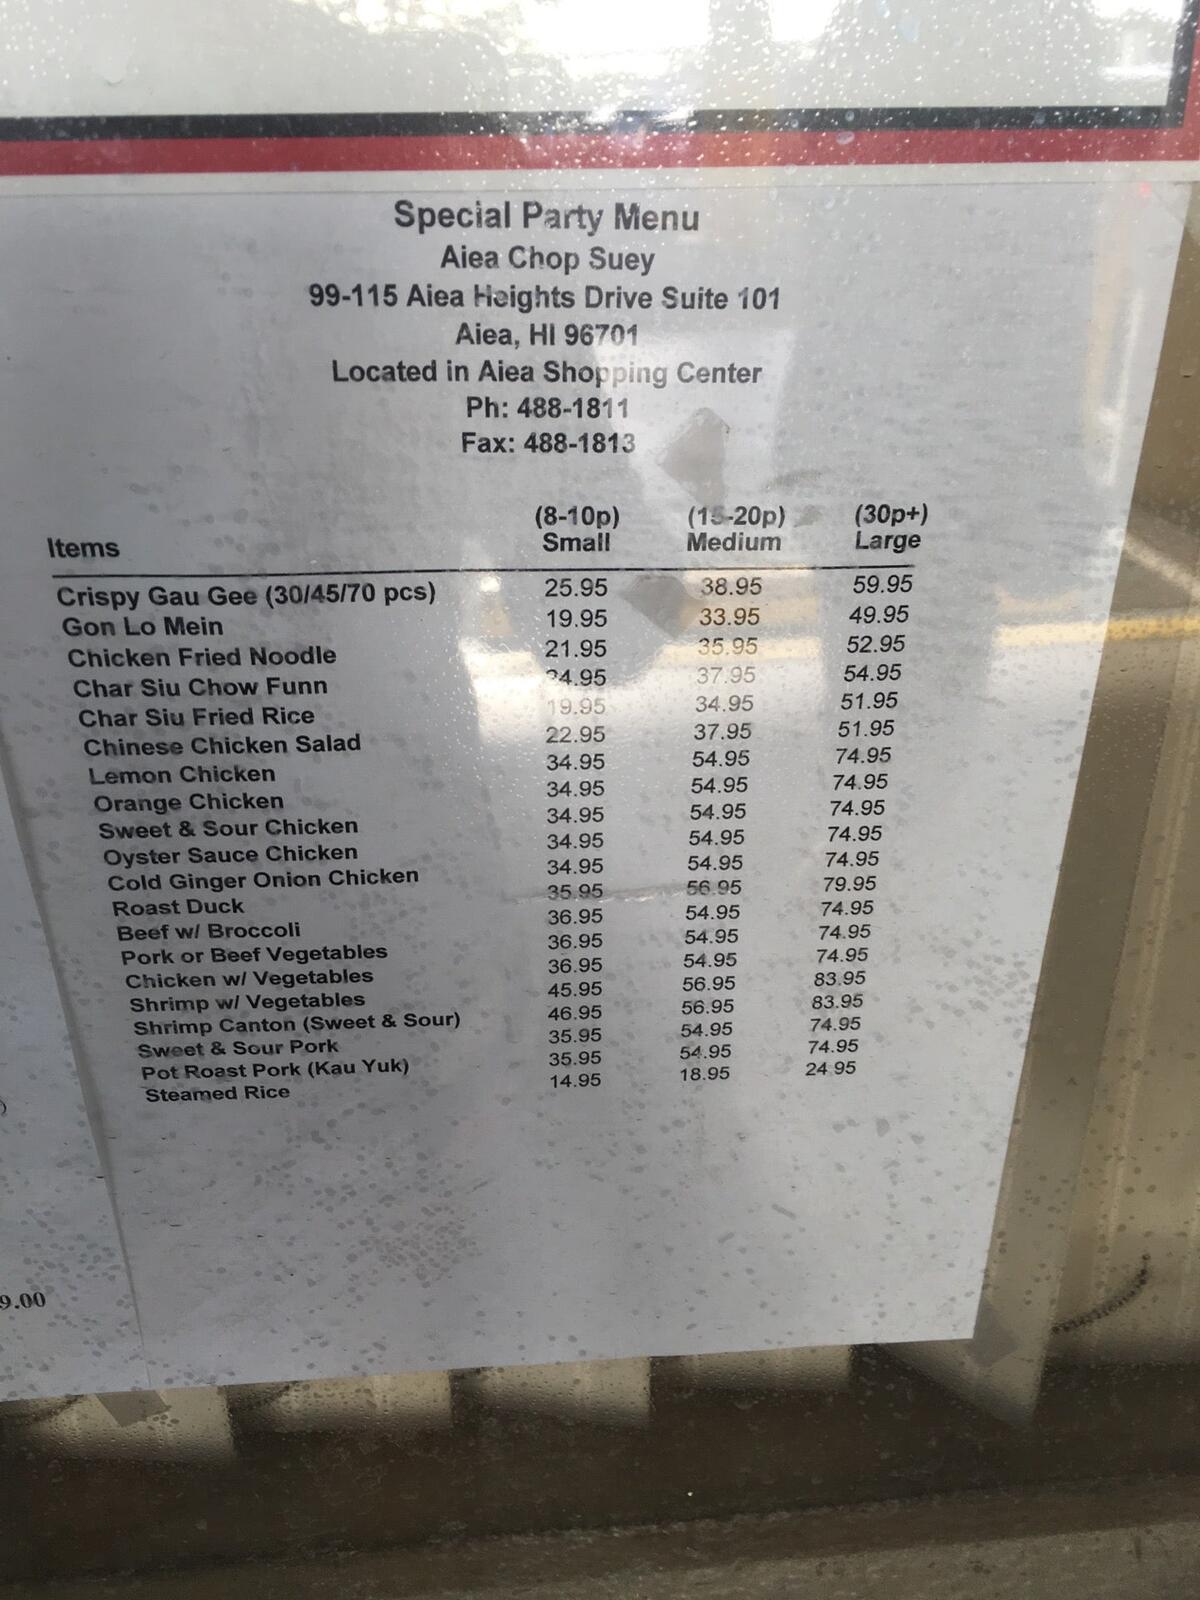 Special Party Menu
Aiea Chop Suey
99-115 Aiea Heights Drive Suite 101
Aiea, HI 96701
Located in Aiea Shopping Center
Ph: 488-1811
Fax: 488-1813
(8-10p) (15-20p) (30p+)
Items Small Medium Large
Crispy Gau Gee (30/45/70 pcs) 25.95 38.95 59.95
Gon Lo Mein 19.95 33.95 49.95
Chicken Fried Noodle 21.95 35.95 52.95
Char Siu Chow Funn 24.95 37.95 54.95
Char Siu Fried Rice 19.95 34.95 51.95
Chinese Chicken Salad 22.95 37.95 51.95
Lemon Chicken 34.95 54.95 74.95
Orange Chicken 34.95 54.95 74.95
Sweet & Sour Chicken 34.95 54.95 74.95
Oyster Sauce Chicken 34.95 54.95 74.95
Cold Ginger Onion Chicken 34.95 54.95 74.95
Roast Duck 35.95 56.95 79.95
Beef w/ Broccoli 36.95 54.95 74.95
Pork or Beef Vegetables 36.95 54.95 74.95
Chicken w/ Vegetables 36.95 54.95 74.95
Shrimp w/ Vegetables 45.95 56.95 83.95
Shrimp Canton (Sweet & Sour) 46.95 56.95 83.95
Sweet & Sour Pork 35.95 54.95 74.95
Pot Roast Pork (Kau Yuk) 35.95 54.95 74.95
Steamed Rice 14.95 18.95 24.95
9.00